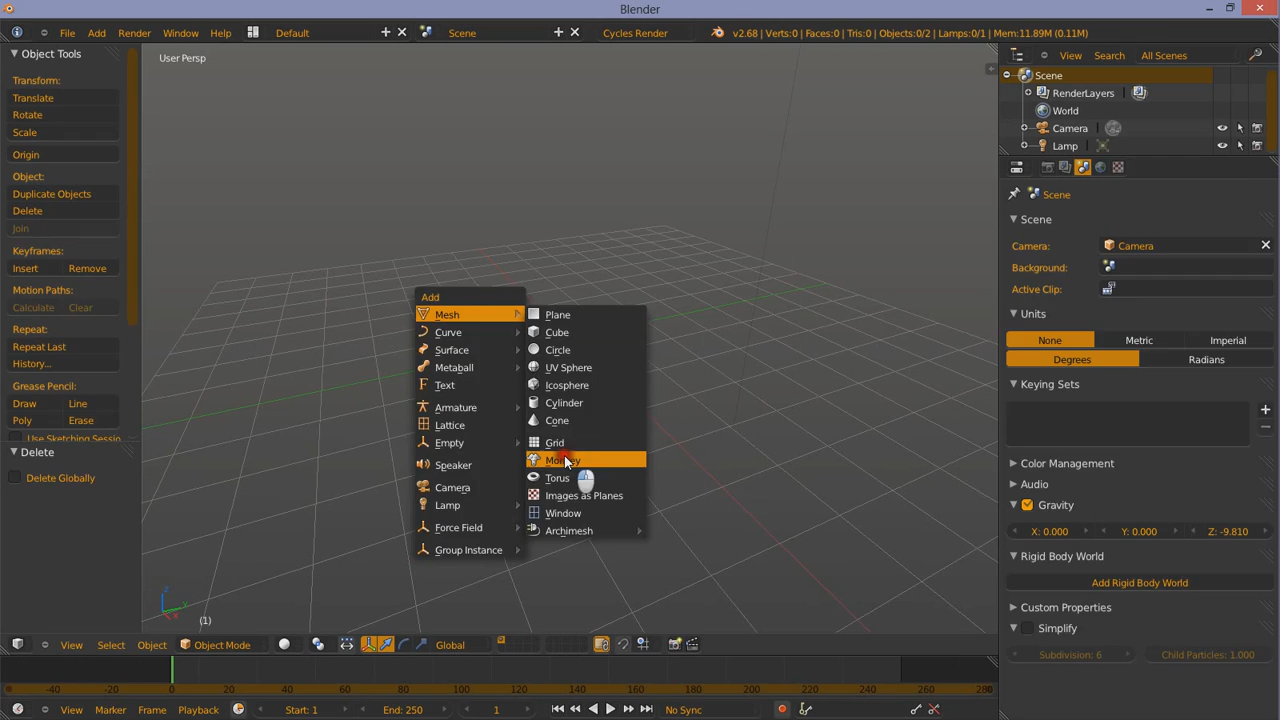 Blender
File Add Render Window Help Default Scene Cycles Render v2.68 | Verts:0 | Faces:0 | Tris:0 | Objects:0/2 | Lamps:0/1 | Mem:11.89M (0.11M)
Object Tools
Transform:
Translate
Rotate
Scale
Origin
Object:
Duplicate Objects
Delete
Join
Keyframes:
Insert Remove
Motion Paths:
Calculate Clear
Repeat:
Repeat Last
History...
Grease Pencil:
Draw Line
Poly Erase
Use Sketching Sessio
Delete
Delete Globally
User Persp
Add
Mesh
Curve
Surface
Metaball
Text
Armature
Lattice
Empty
Speaker
Camera
Lamp
Force Field
Group Instance
Plane
Cube
Circle
UV Sphere
Icosphere
Cylinder
Cone
Grid
Monkey
Torus
Images as Planes
Window
Archimesh
z
y
x
(1)
View Select Object Object Mode Global
-40 -20 0 20 40 60 80 100 120 140 160 180 200 220 240 260 280
View Marker Frame Playback Start: 1 End: 250 1 No Sync
View Search All Scenes
Scene
RenderLayers
World
Camera
Lamp
Scene
Scene
Camera: Camera
Background:
Active Clip:
Units
None Metric Imperial
Degrees Radians
Keying Sets
Color Management
Audio
Gravity
X: 0.000 Y: 0.000 Z: -9.810
Rigid Body World
Add Rigid Body World
Custom Properties
Simplify
Subdivision: 6 Child Particles: 1.000